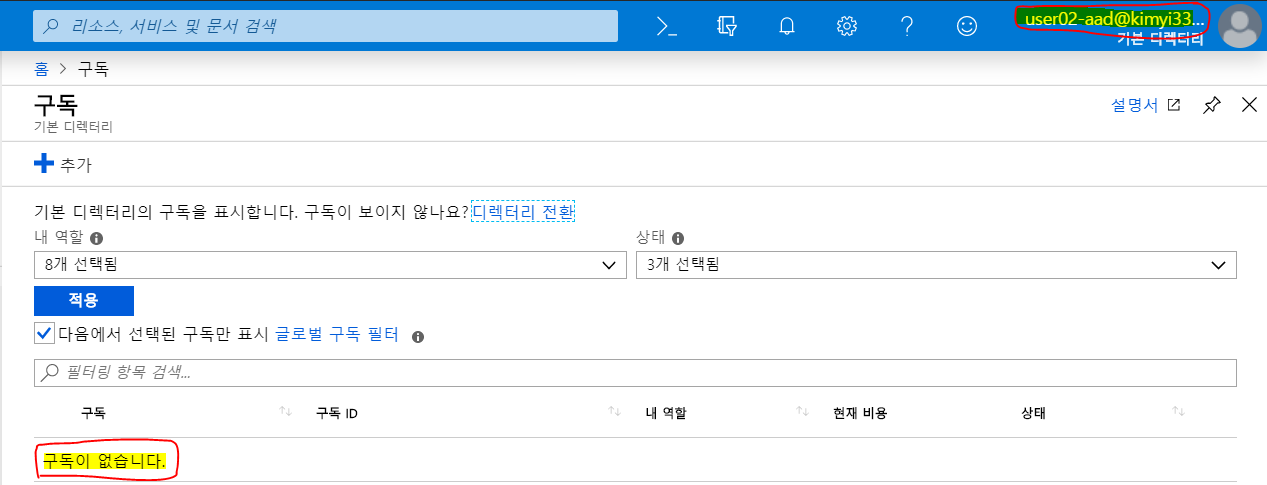 리소스, 서비스 및 문서 검색
user02-aad@kimyi33...
기본 디렉터리
홈 > 구독
구독
기본 디렉터리
설명서
추가
기본 디렉터리의 구독을 표시합니다. 구독이 보이지 않나요? 디렉터리 전환
내 역할 상태
8개 선택됨 3개 선택됨
적용
다음에서 선택된 구독만 표시 글로벌 구독 필터
필터링 항목 검색...
구독 구독 ID 내 역할 현재 비용 상태
구독이 없습니다.